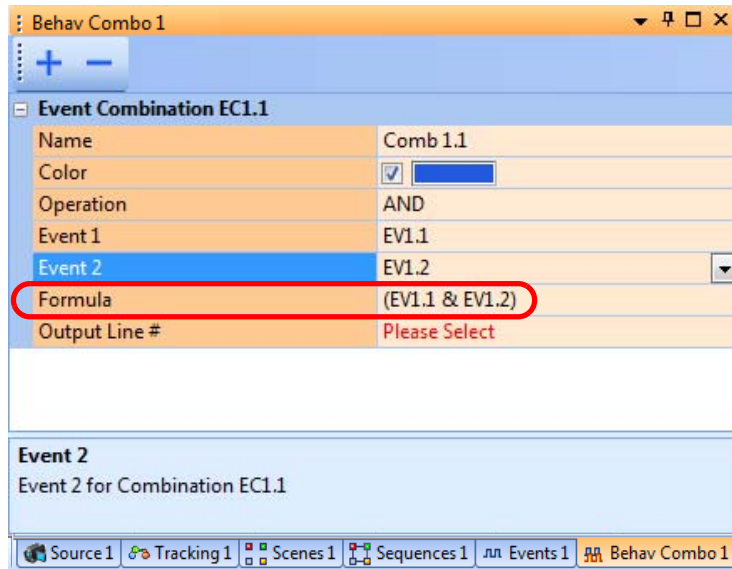 Behav Combo 1
Event Combination EC1.1
Name Comb 1.1
Color
Operation AND
Event 1 EV1.1
Event 2 EV1.2
Formula (EV1.1 & EV1.2)
Output Line # Please Select
Event 2
Event 2 for Combination EC1.1
Source 1 Tracking 1 Scenes 1 Sequences 1 Events 1 Behav Combo 1